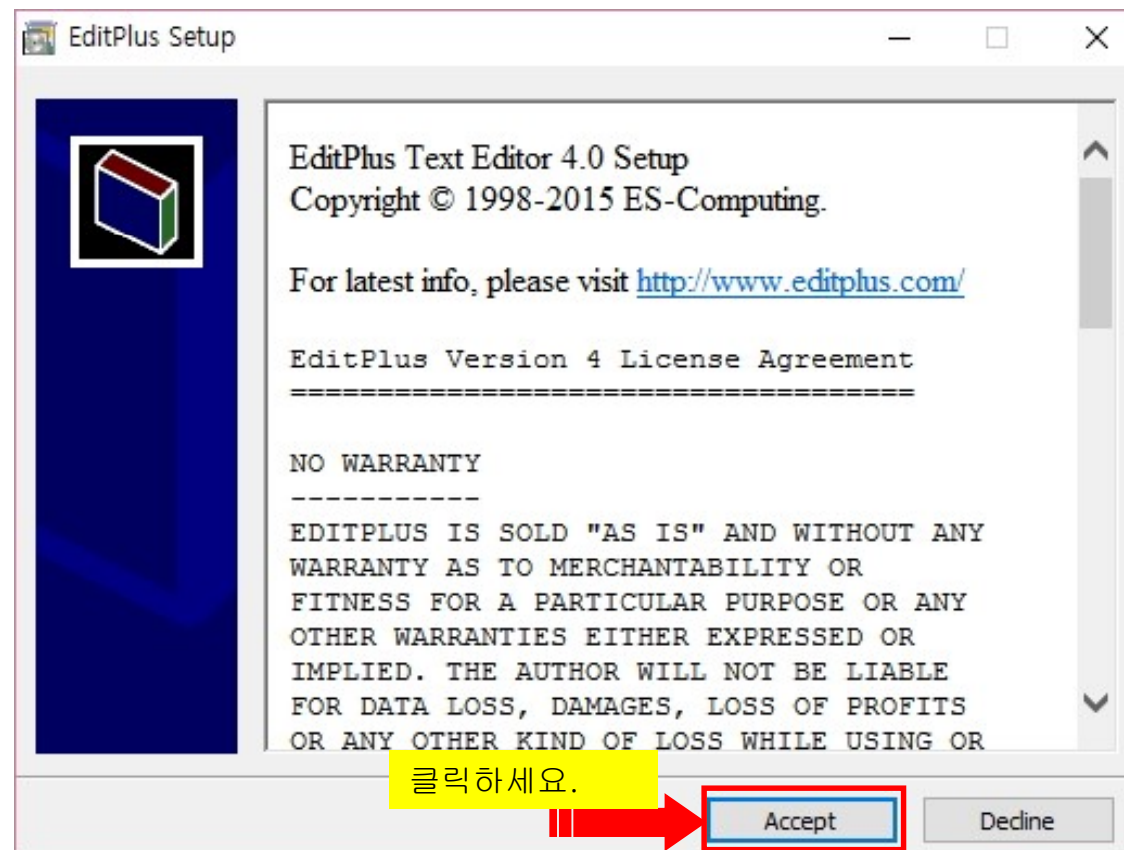 EditPlus Setup
EditPlus Text Editor 4.0 Setup
Copyright © 1998-2015 ES-Computing.
For latest info, please visit http://www.editplus.com/
EditPlus Version 4 License Agreement
====================================
NO WARRANTY
-----------
EDITPLUS IS SOLD "AS IS" AND WITHOUT ANY
WARRANTY AS TO MERCHANTABILITY OR
FITNESS FOR A PARTICULAR PURPOSE OR ANY
OTHER WARRANTIES EITHER EXPRESSED OR
IMPLIED. THE AUTHOR WILL NOT BE LIABLE
FOR DATA LOSS, DAMAGES, LOSS OF PROFITS
OR ANY OTHER KIND OF LOSS WHILE USING OR
클릭하세요.
Accept
Decline